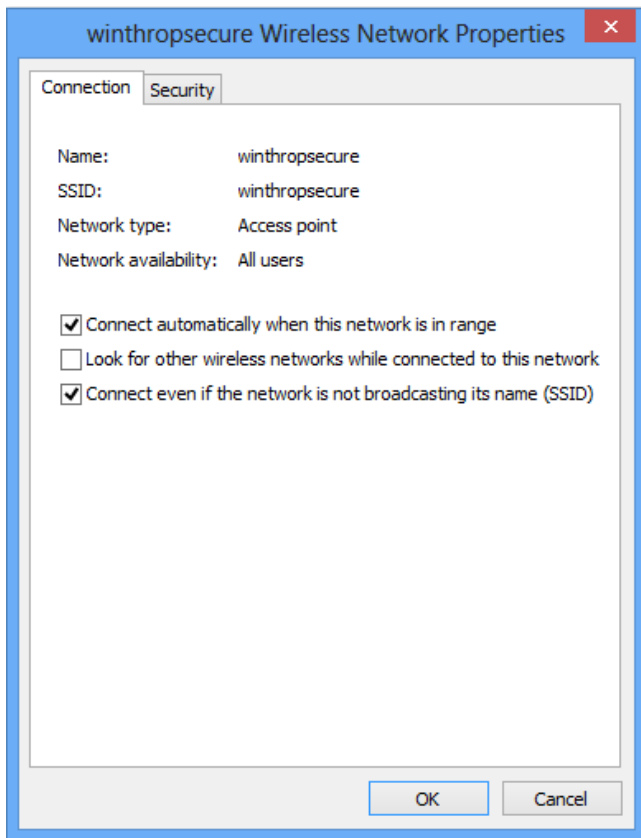 winthropsecure Wireless Network Properties
Connection Security
Name: winthropsecure
SSID: winthropsecure
Network type: Access point
Network availability: All users
Connect automatically when this network is in range
Look for other wireless networks while connected to this network
Connect even if the network is not broadcasting its name (SSID)
OK Cancel